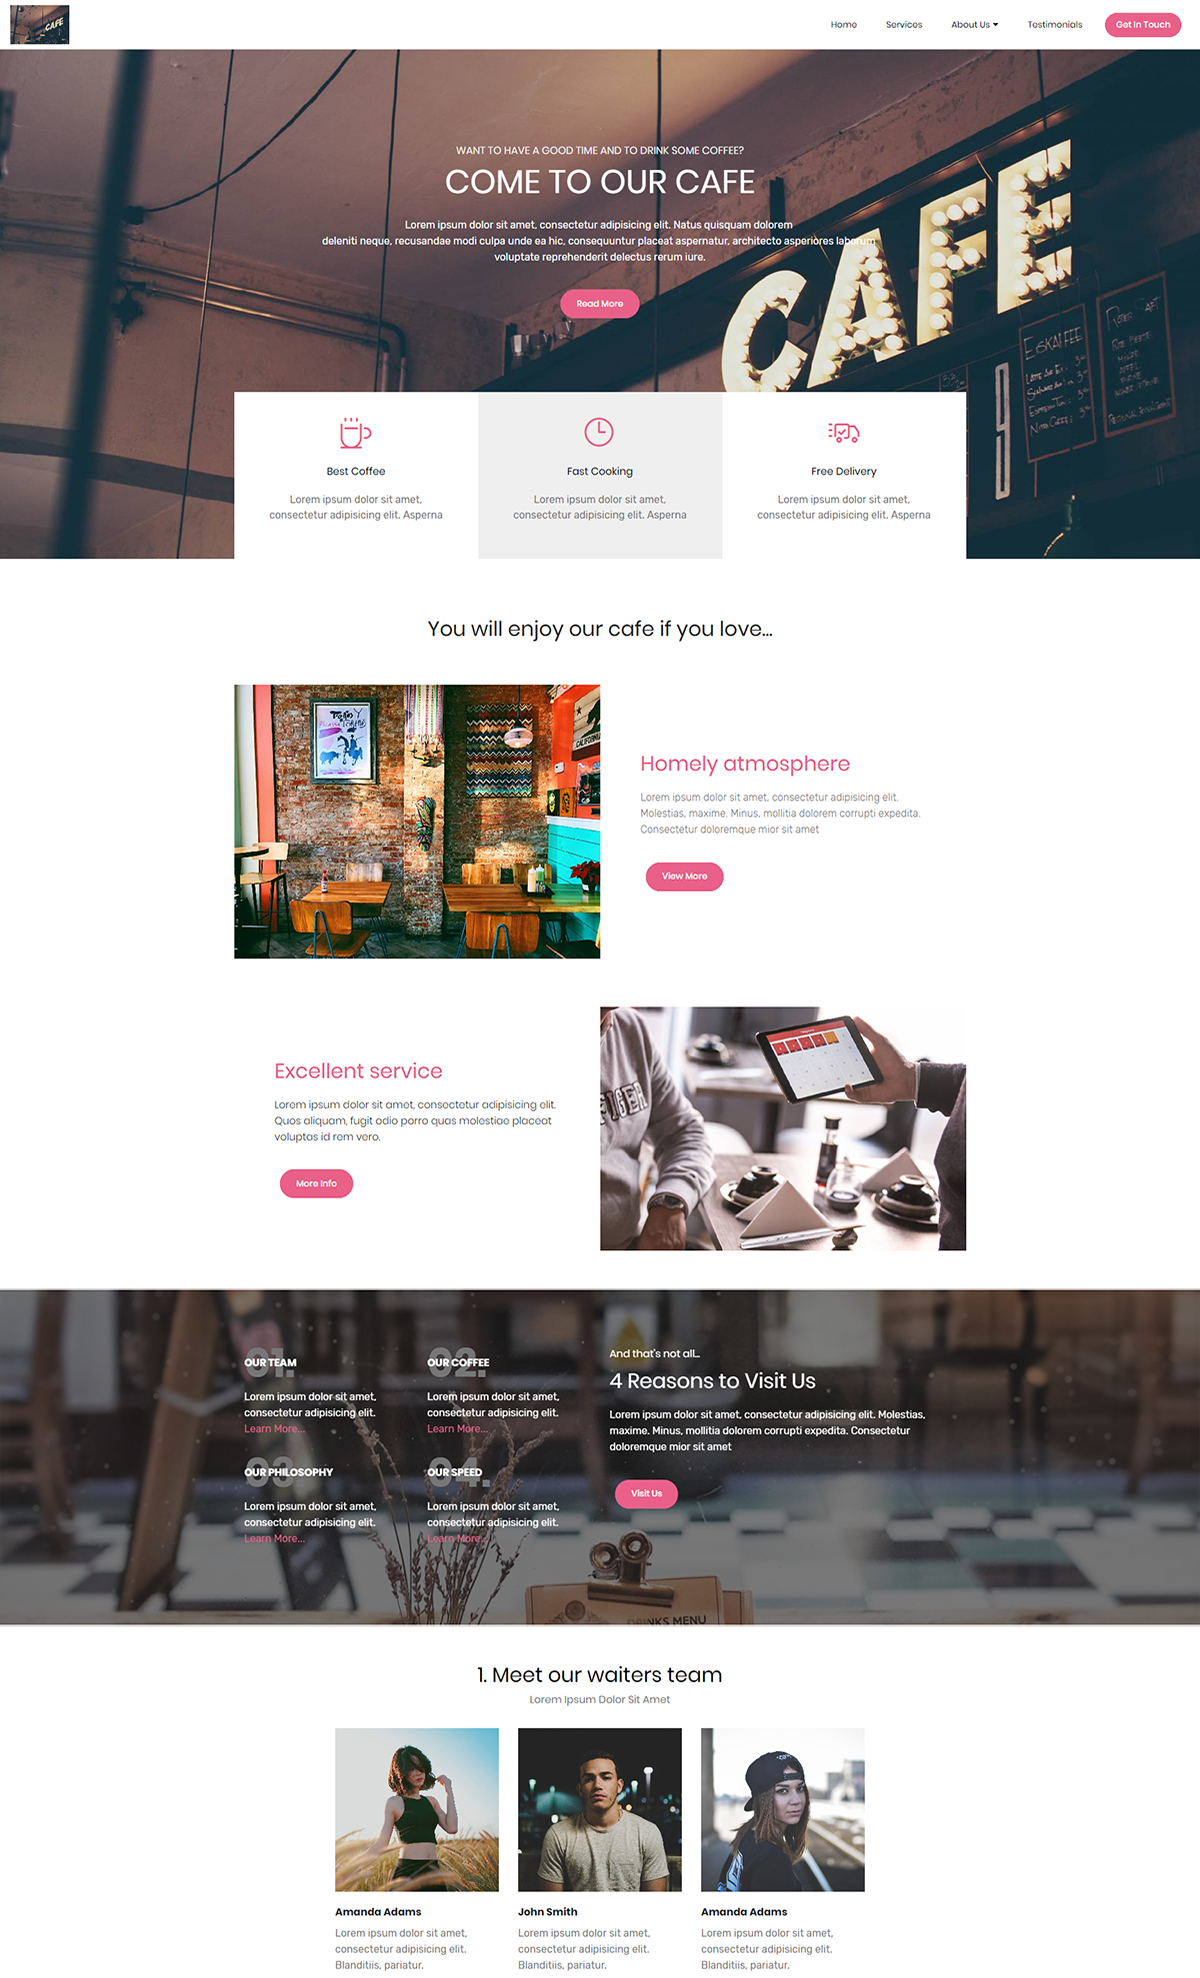 CAFE
Home Services About Us Testimonials Get In Touch
WANT TO HAVE A GOOD TIME AND TO DRINK SOME COFFEE?
COME TO OUR CAFE
Lorem ipsum dolor sit amet, consectetur adipisicing elit. Natus quisquam dolorem
deleniti neque, recusandae modi culpa unde ea hic, consequuntur placeat aspernatur, architecto asperiores laborum
voluptate reprehenderit delectus rerum iure.
Read More
CAFE
EISKAFFEE
9
Best Coffee
Lorem ipsum dolor sit amet,
consectetur adipisicing elit. Asperna
Fast Cooking
Lorem ipsum dolor sit amet,
consectetur adipisicing elit. Asperna
Free Delivery
Lorem ipsum dolor sit amet,
consectetur adipisicing elit. Asperna
You will enjoy our cafe if you love...
CALIFORNIA
Homely atmosphere
Lorem ipsum dolor sit amet, consectetur adipisicing elit.
Molestias, maxime. Minus, mollitia dolorem corrupti expedita.
Consectetur doloremque mior sit amet
View More
Excellent service
Lorem ipsum dolor sit amet, consectetur adipisicing elit.
Quos aliquam, fugit odio porro quas molestiae placeat
voluptas id rem vero.
More Info
01.
OUR TEAM
Lorem ipsum dolor sit amet,
consectetur adipisicing elit.
Learn More...
02.
OUR COFFEE
Lorem ipsum dolor sit amet,
consectetur adipisicing elit.
Learn More...
03.
OUR PHILOSOPHY
Lorem ipsum dolor sit amet,
consectetur adipisicing elit.
Learn More...
04.
OUR SPEED
Lorem ipsum dolor sit amet,
consectetur adipisicing elit.
Learn More...
And that's not all...
4 Reasons to Visit Us
Lorem ipsum dolor sit amet, consectetur adipisicing elit. Molestias,
maxime. Minus, mollitia dolorem corrupti expedita. Consectetur
doloremque mior sit amet
Visit Us
DRINKS MENU
1. Meet our waiters team
Lorem Ipsum Dolor Sit Amet
Amanda Adams
Lorem ipsum dolor sit amet,
consectetur adipisicing elit.
Blanditiis, pariatur.
John Smith
Lorem ipsum dolor sit amet,
consectetur adipisicing elit.
Blanditiis, pariatur.
Amanda Adams
Lorem ipsum dolor sit amet,
consectetur adipisicing elit.
Blanditiis, pariatur.